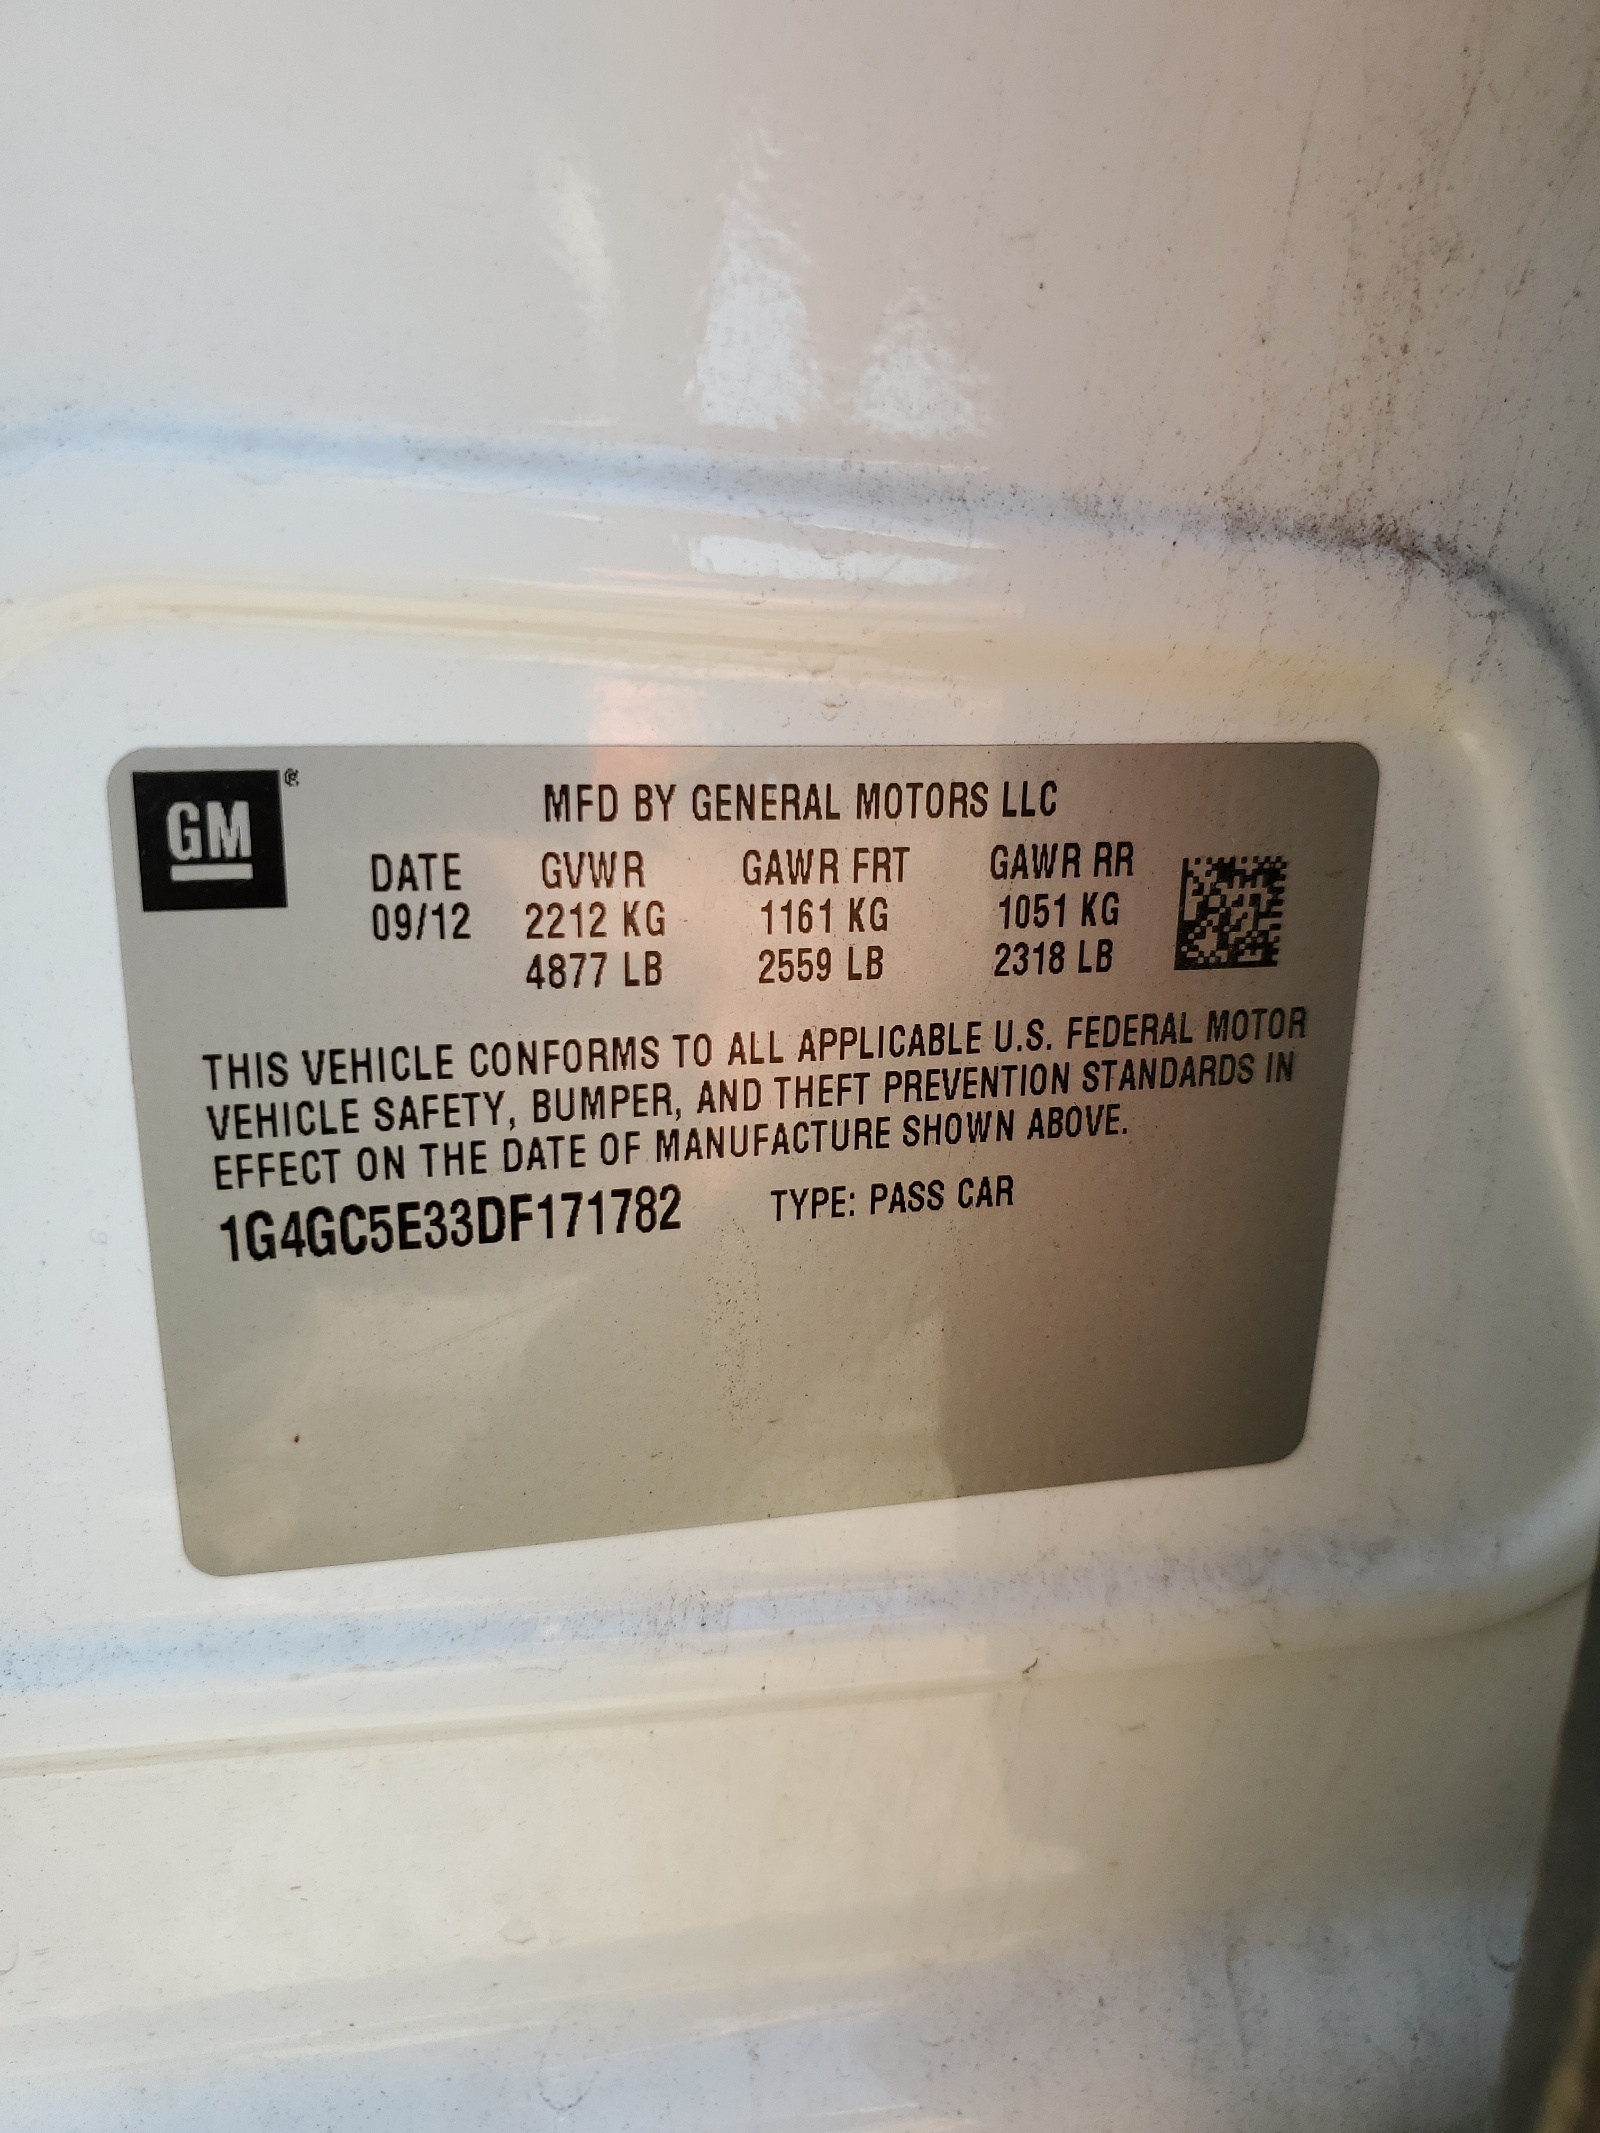 GM®
MFD BY GENERAL MOTORS LLC
DATE GVWR GAWR FRT GAWR RR
09/12 2212 KG 1161 KG 1051 KG
4877 LB 2559 LB 2318 LB
THIS VEHICLE CONFORMS TO ALL APPLICABLE U.S. FEDERAL MOTOR
VEHICLE SAFETY, BUMPER, AND THEFT PREVENTION STANDARDS IN
EFFECT ON THE DATE OF MANUFACTURE SHOWN ABOVE.
1G4GC5E33DF171782 TYPE: PASS CAR